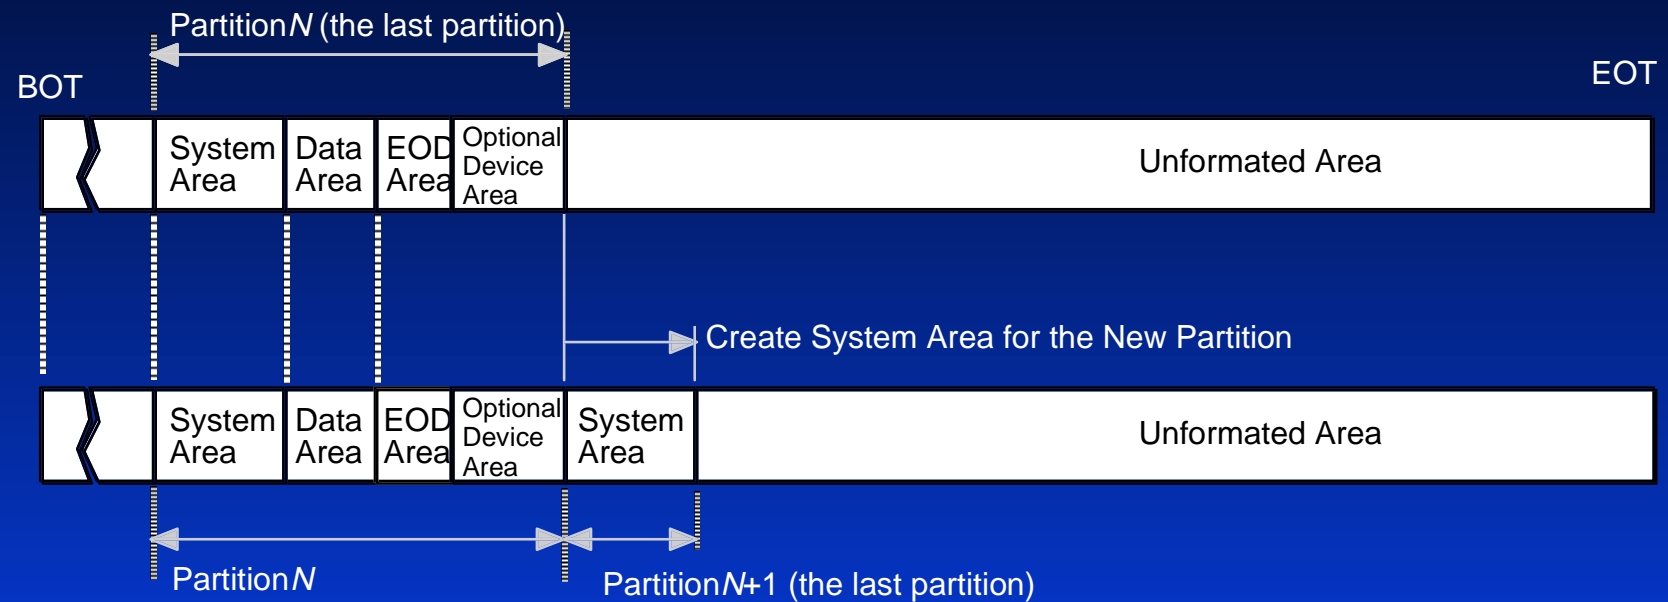 Partition N (the last partition)
BOT
EOT
System
Area
Data
Area
EOD
Area
Optional
Device
Area
Unformated Area
Create System Area for the New Partition
System
Area
Data
Area
EOD
Area
Optional
Device
Area
System
Area
Unformated Area
Partition N
Partition N+1 (the last partition)